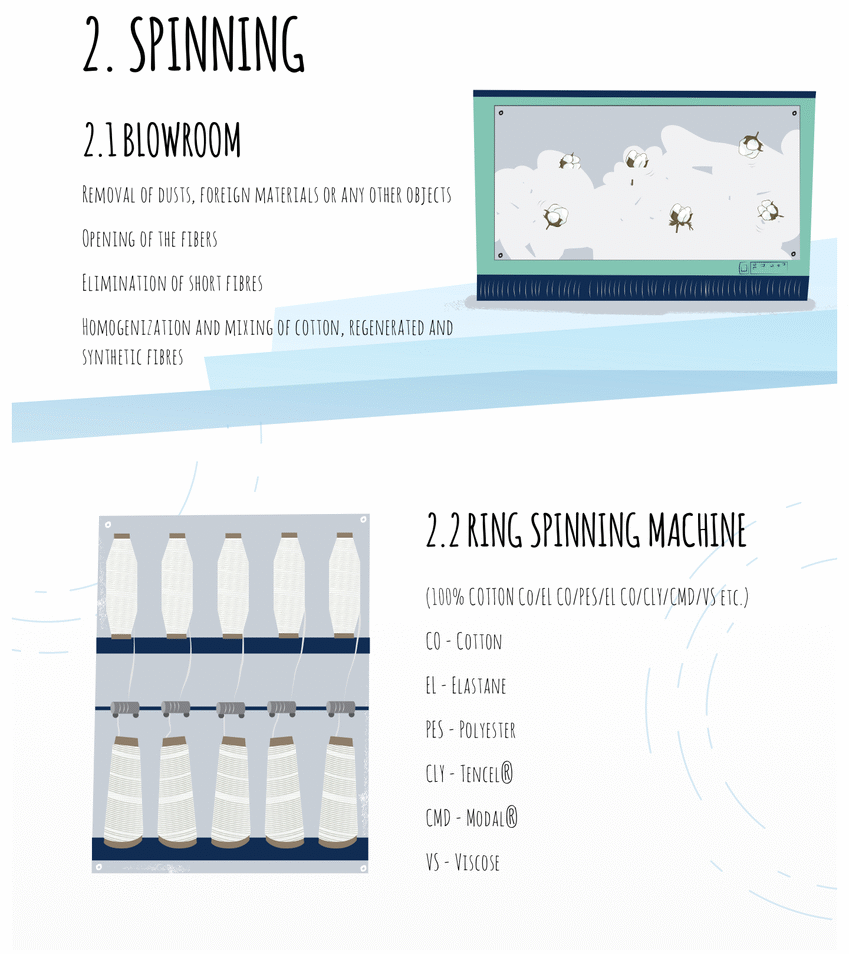 2. SPINNING
2.1 BLOWROOM
REMOVAL OF DUSTS, FOREIGN MATERIALS OR ANY OTHER OBJECTS
OPENING OF THE FIBERS
ELIMINATION OF SHORT FIBRES
HOMOGENIZATION AND MIXING OF COTTON, REGENERATED AND
SYNTHETIC FIBRES
2.2 RING SPINNING MACHINE
(100% COTTON CO/EL CO/PES/EL CO/CLY/CMD/VS ETC.)
CO - COTTON
EL - ELASTANE
PES - POLYESTER
CLY - TENCEL®
CMD - MODAL®
VS - VISCOSE